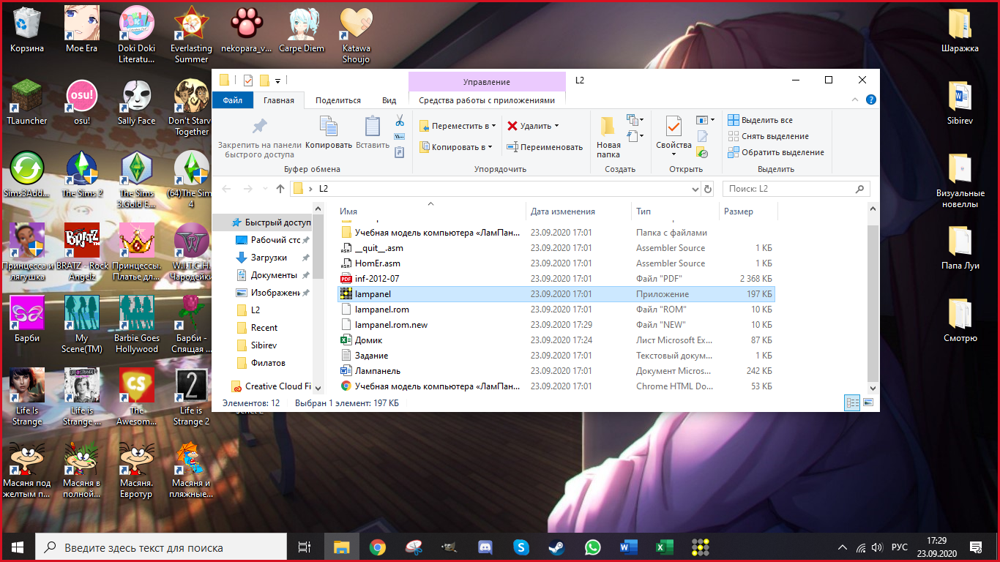 Корзина
Moe Era
Doki Doki
Literatu...
Everlasting
Summer
nekopara_v...
Carpe Diem
Katawa
Shoujo
TLauncher
osu!
Sally Face
Don't Starve
Together
Sims3Add...
The Sims 2
The Sims
3.Gold E...
(64)The Sims
4
Принцесса и
лягушка
BRATZ - Rock
Angelz
Принцессы.
Платье дл...
W.I.T.C.H.
Чародейки
Барби
My
Scene(TM)
Barbie Goes
Hollywood
Барби -
Спящая ...
Life Is
Strange
Life is
Strange ...
The
Awesom...
Life is
Strange 2
Масяня под
желтым п...
Масяня в
полной...
Масяня.
Евротур
Масяня и
пляжные...
Шаражка
Sibirev
Визуальные
новеллы
Папа Луи
Смотрю
Управление
L2
Файл
Главная
Поделиться
Вид
Средства работы с приложениями
Закрепить на панели
быстрого доступа
Копировать
Вставить
Буфер обмена
Переместить в
Копировать в
Удалить
Переименовать
Упорядочить
Новая
папка
Создать
Свойства
Открыть
Выделить все
Снять выделение
Обратить выделение
Выделить
L2
Поиск: L2
Быстрый доступ
Рабочий сто
Загрузки
Документы
Изображени
L2
Recent
Sibirev
Филатов
Creative Cloud Fi
Имя
Дата изменения
Тип
Размер
Учебная модель компьютера «ЛамПан...
23.09.2020 17:01
Папка с файлами
__quit__.asm
23.09.2020 17:01
Assembler Source
1 КБ
HomEr.asm
23.09.2020 17:01
Assembler Source
1 КБ
inf-2012-07
23.09.2020 17:01
Файл "PDF"
2 368 КБ
lampanel
23.09.2020 17:01
Приложение
197 КБ
lampanel.rom
23.09.2020 17:01
Файл "ROM"
10 КБ
lampanel.rom.new
23.09.2020 17:29
Файл "NEW"
10 КБ
Домик
23.09.2020 17:24
Лист Microsoft Ex...
87 КБ
Задание
23.09.2020 17:01
Текстовый докум...
1 КБ
Лампанель
23.09.2020 17:01
Документ Micros...
242 КБ
Учебная модель компьютера «ЛамПан...
23.09.2020 17:01
Chrome HTML Do...
53 КБ
Элементов: 12
Выбран 1 элемент: 197 КБ
Введите здесь текст для поиска
РУС
17:29
23.09.2020